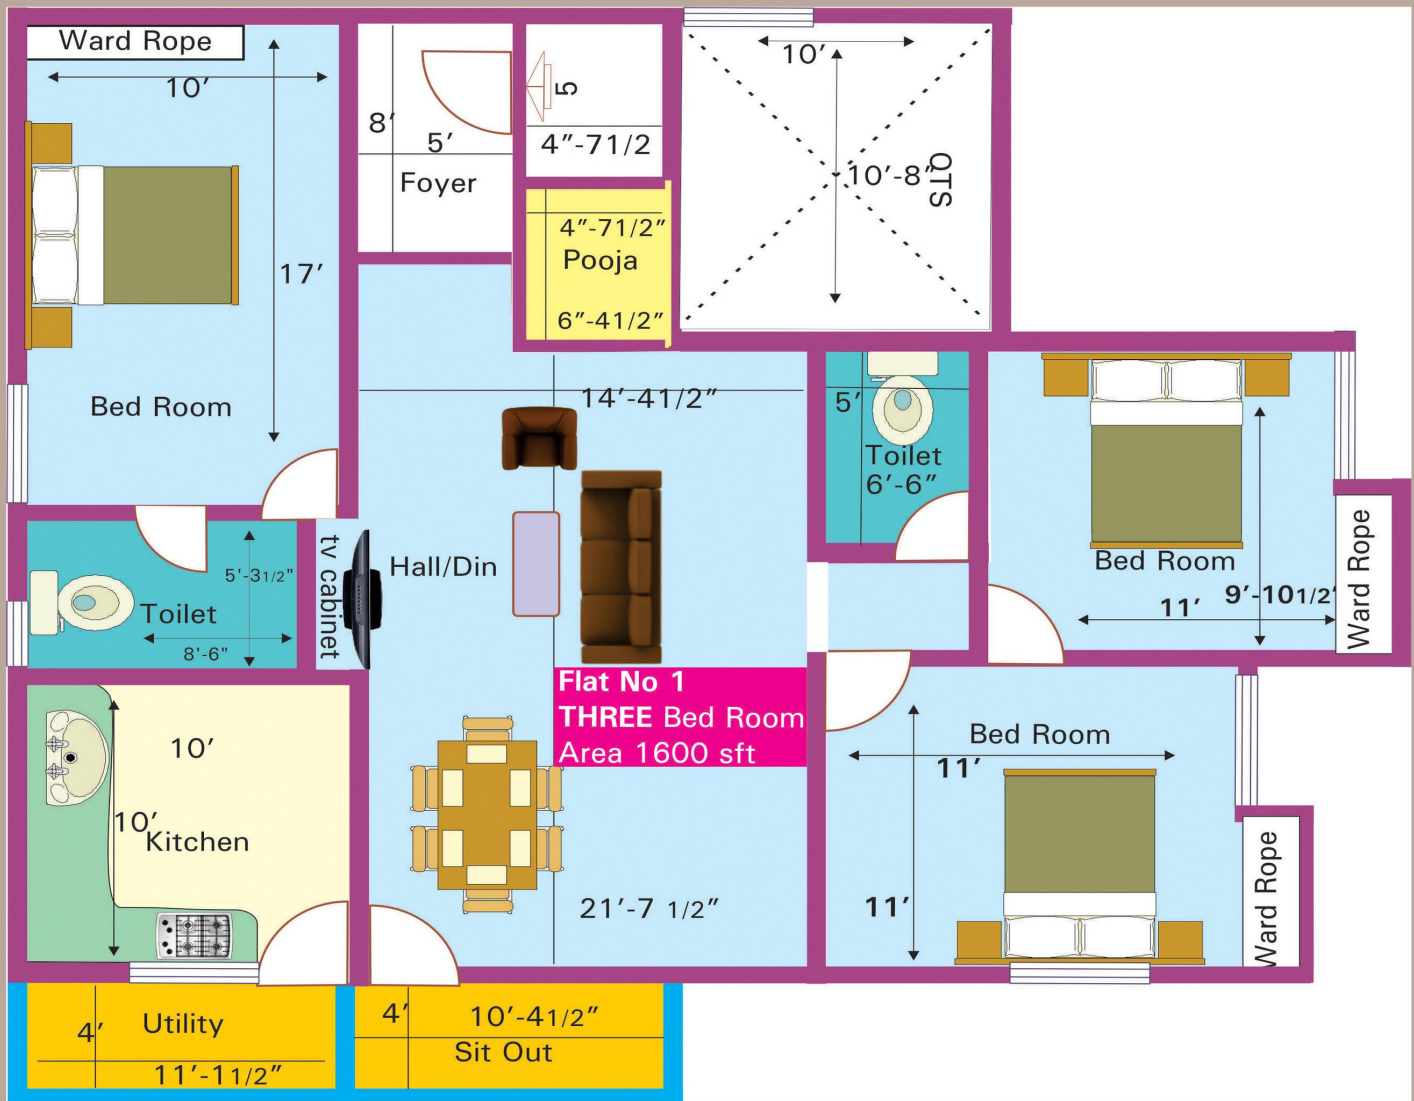 Ward Rope
10'
17'
Bed Room
8'
5'
Foyer
5
4"-71/2
4"-71/2"
Pooja
6"-41/2"
10'
10'-8"
OTS
14'-41/2"
5'
Toilet
6'-6"
Bed Room
9'-101/2'
11'
Ward Rope
5'-31/2"
Toilet
8'-6"
tv cabinet
Hall/Din
Flat No 1
THREE Bed Room
Area 1600 sft
10'
10'
Kitchen
21'-7 1/2"
Bed Room
11'
11'
Ward Rope
4'
Utility
11'-11/2"
4'
10'-41/2"
Sit Out